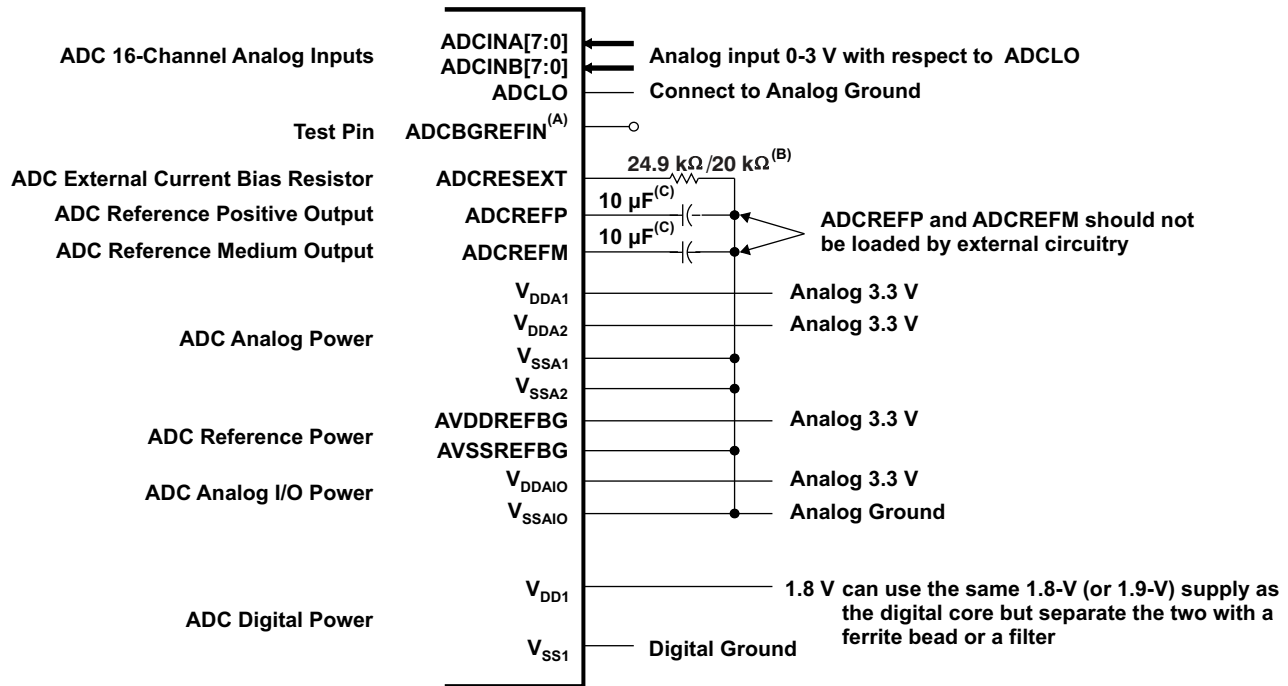 ADC 16-Channel Analog Inputs
ADCINA[7:0]
ADCINB[7:0]
Analog input 0-3 V with respect to ADCLO
ADCLO
Connect to Analog Ground
Test Pin
ADCBGREFIN(A)
ADC External Current Bias Resistor
ADCRESEXT
24.9 kΩ/20 kΩ(B)
ADC Reference Positive Output
ADCREFP
10 µF(C)
ADC Reference Medium Output
ADCREFM
10 µF(C)
ADCREFP and ADCREFM should not
be loaded by external circuitry
ADC Analog Power
VDDA1
Analog 3.3 V
VDDA2
Analog 3.3 V
VSSA1
VSSA2
ADC Reference Power
AVDDREFBG
Analog 3.3 V
AVSSREFBG
ADC Analog I/O Power
VDDAIO
Analog 3.3 V
VSSAIO
Analog Ground
ADC Digital Power
VDD1
1.8 V can use the same 1.8-V (or 1.9-V) supply as
the digital core but separate the two with a
ferrite bead or a filter
VSS1
Digital Ground